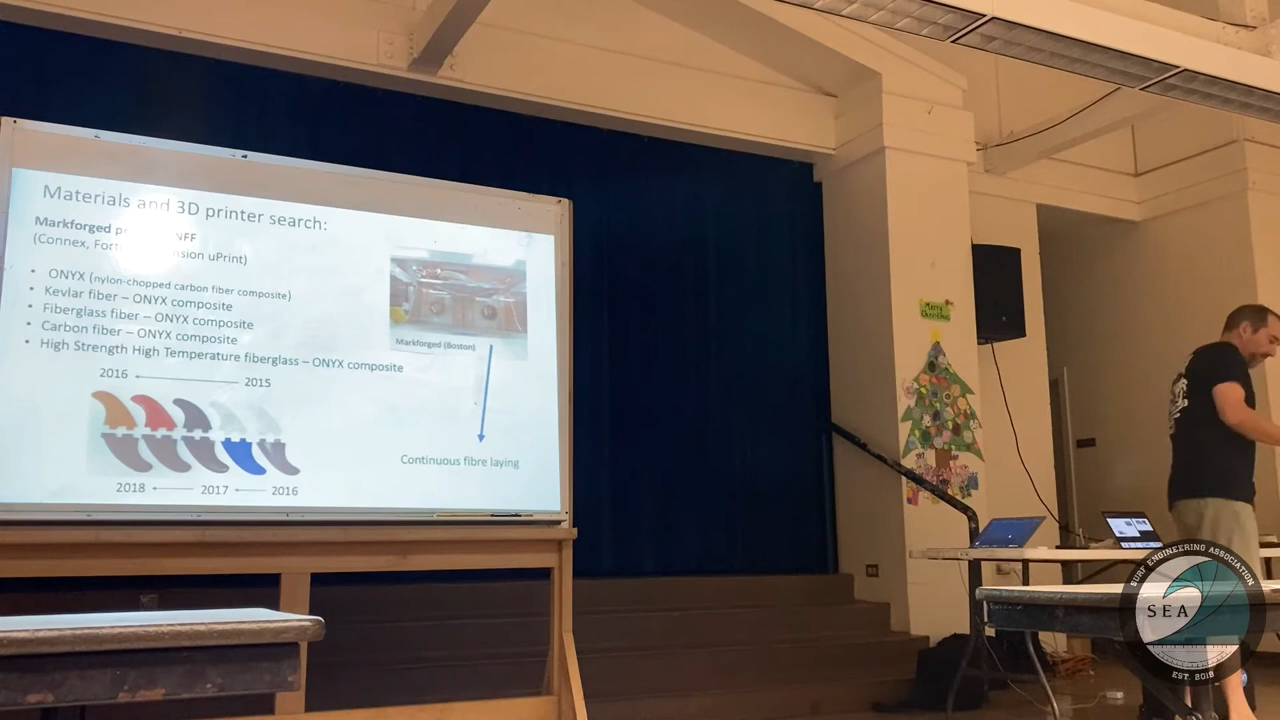 Materials and 3D printer search:
Markforged
(Connex, uPrint)
• ONYX (nylon-chopped carbon fiber composite)
• Kevlar fiber – ONYX composite
• Fiberglass fiber – ONYX composite
• Carbon fiber – ONYX composite
• High Strength High Temperature fiberglass – ONYX composite
Markforged (Boston)
2016 2015
Continuous fibre laying
2018 2017 2016
Merry
Christmas
SURF ENGINEERING ASSOCIATION
SEA
EST. 2018